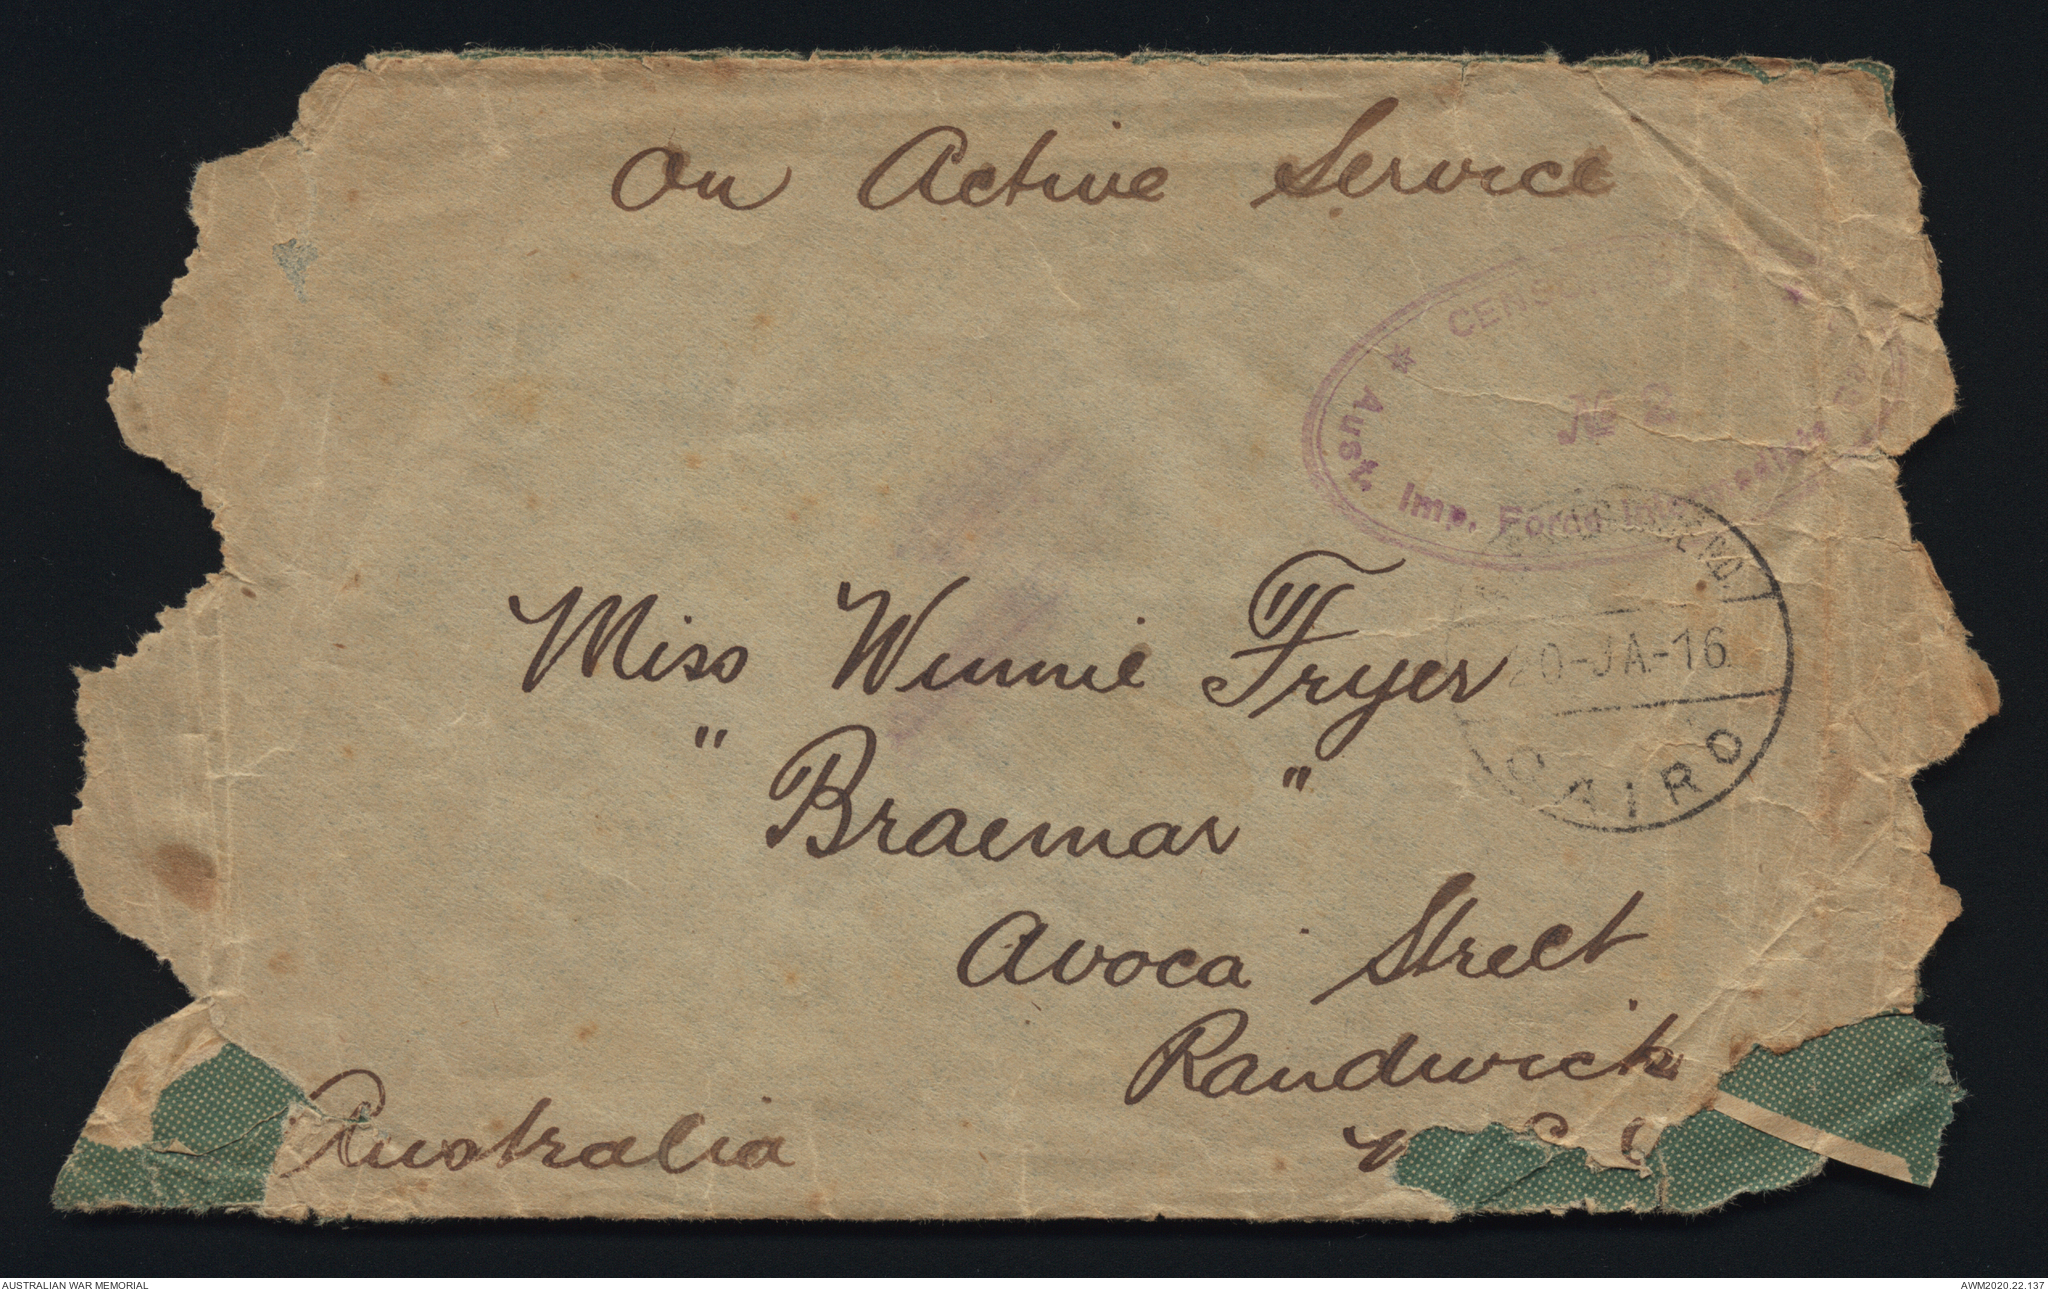 On Active Service
CENSO
№ 2
Aust. Imp. Force Intermediate
20-JA-16
CAIRO
Miss Winnie Fryer
"Braemar"
Avoca Street
Randwick
Australia
AUSTRALIAN WAR MEMORIAL
AWM2020.22.137